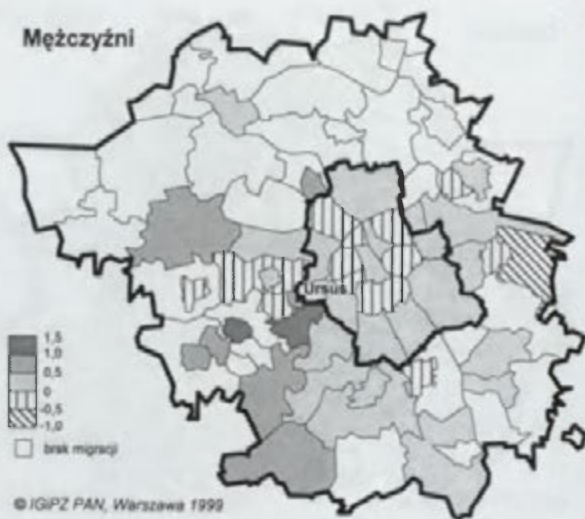 Mężczyźni
Ursus
1,5
1,0
0,5
0
-0,5
-1,0
brak migracji
© IGiPZ PAN, Warszawa 1999